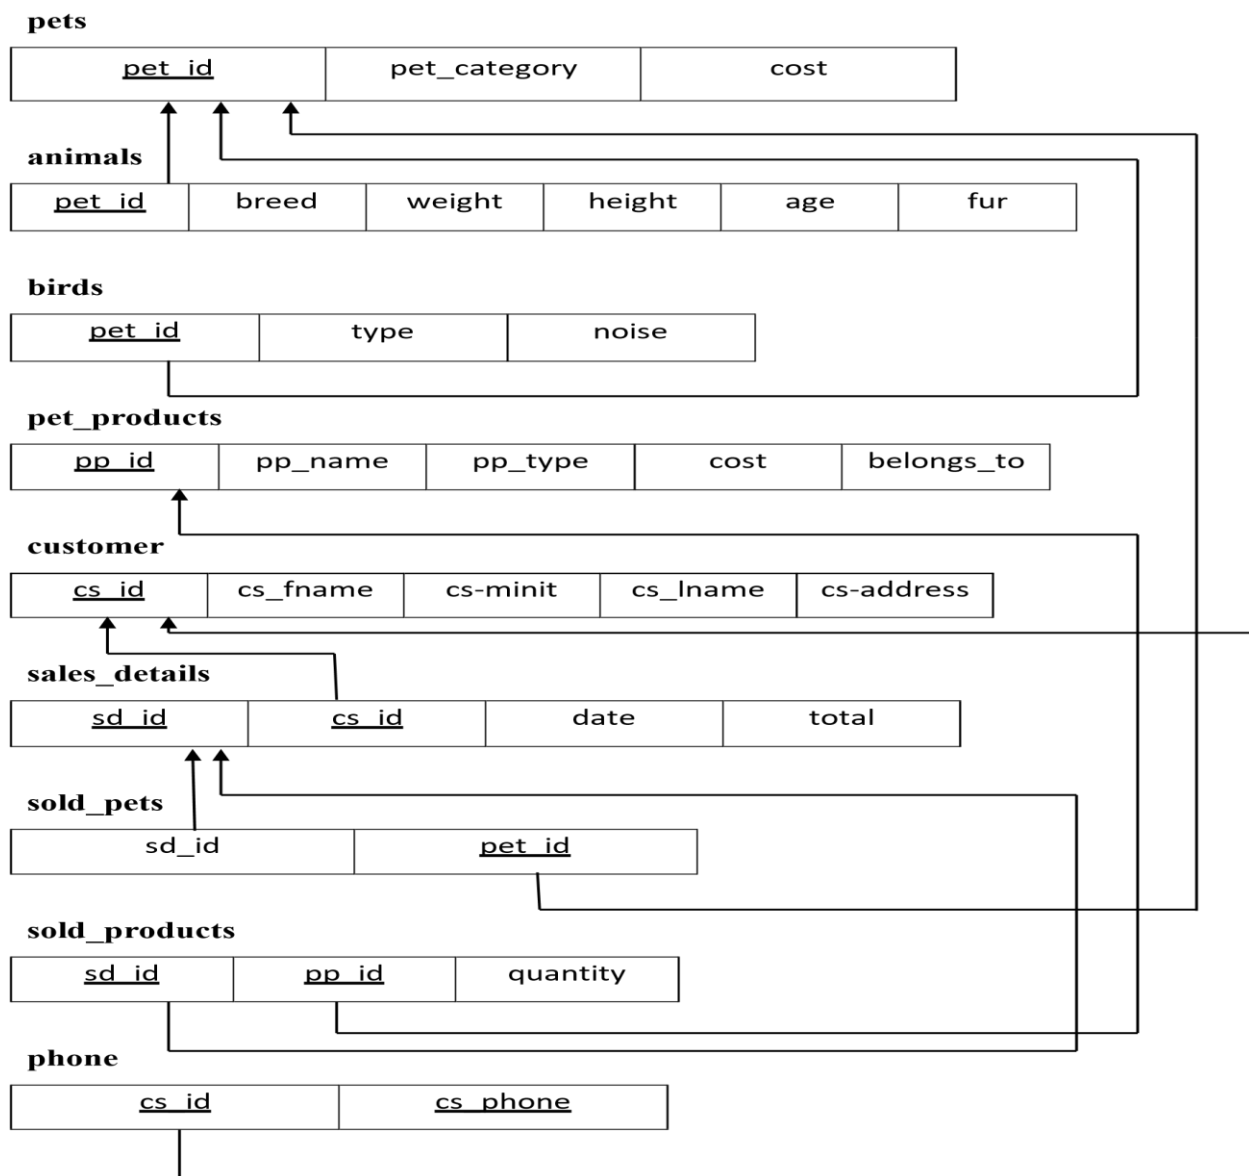 pets
pet_id pet_category cost
animals
pet_id breed weight height age fur
birds
pet_id type noise
pet_products
pp_id pp_name pp_type cost belongs_to
customer
cs_id cs_fname cs-minit cs_lname cs-address
sales_details
sd_id cs_id date total
sold_pets
sd_id pet_id
sold_products
sd_id pp_id quantity
phone
cs_id cs_phone